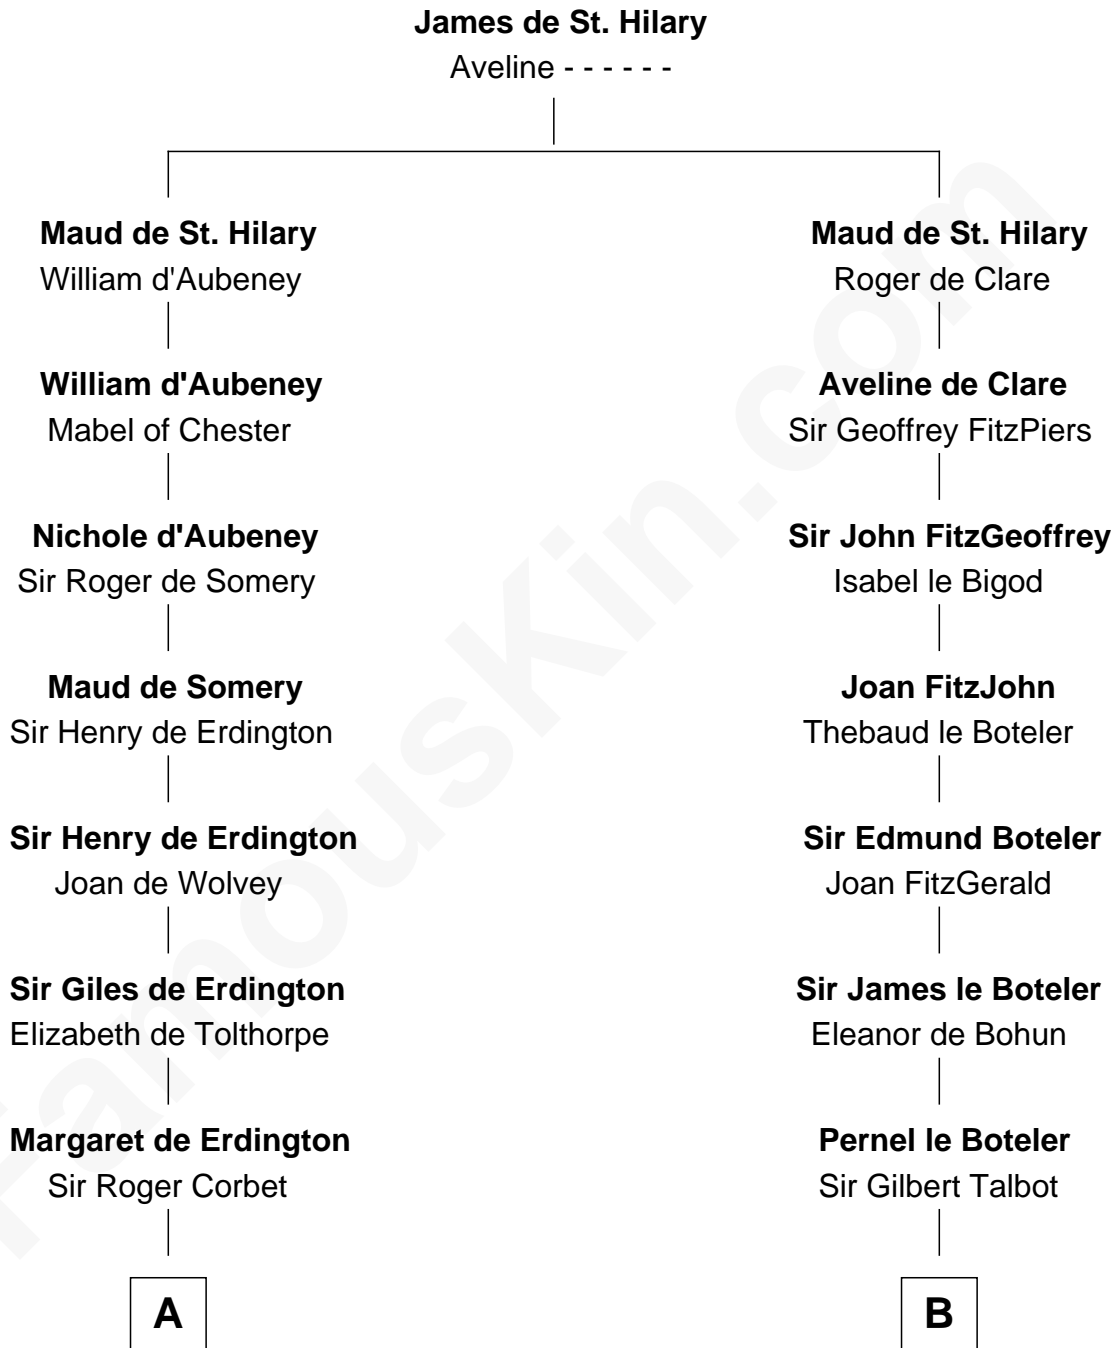 James de St. Hilary
Aveline - - - - - -
Maud de St. Hilary
William d'Aubeney
Maud de St. Hilary
Roger de Clare
William d'Aubeney
Mabel of Chester
Aveline de Clare
Sir Geoffrey FitzPiers
Nichole d'Aubeney
Sir Roger de Somery
Sir John FitzGeoffrey
Isabel le Bigod
Maud de Somery
Sir Henry de Erdington
Joan FitzJohn
Thebaud le Boteler
Sir Henry de Erdington
Joan de Wolvey
Sir Edmund Boteler
Joan FitzGerald
Sir Giles de Erdington
Elizabeth de Tolthorpe
Sir James le Boteler
Eleanor de Bohun
Margaret de Erdington
Sir Roger Corbet
Pernel le Boteler
Sir Gilbert Talbot
A
B
FamousKin.com